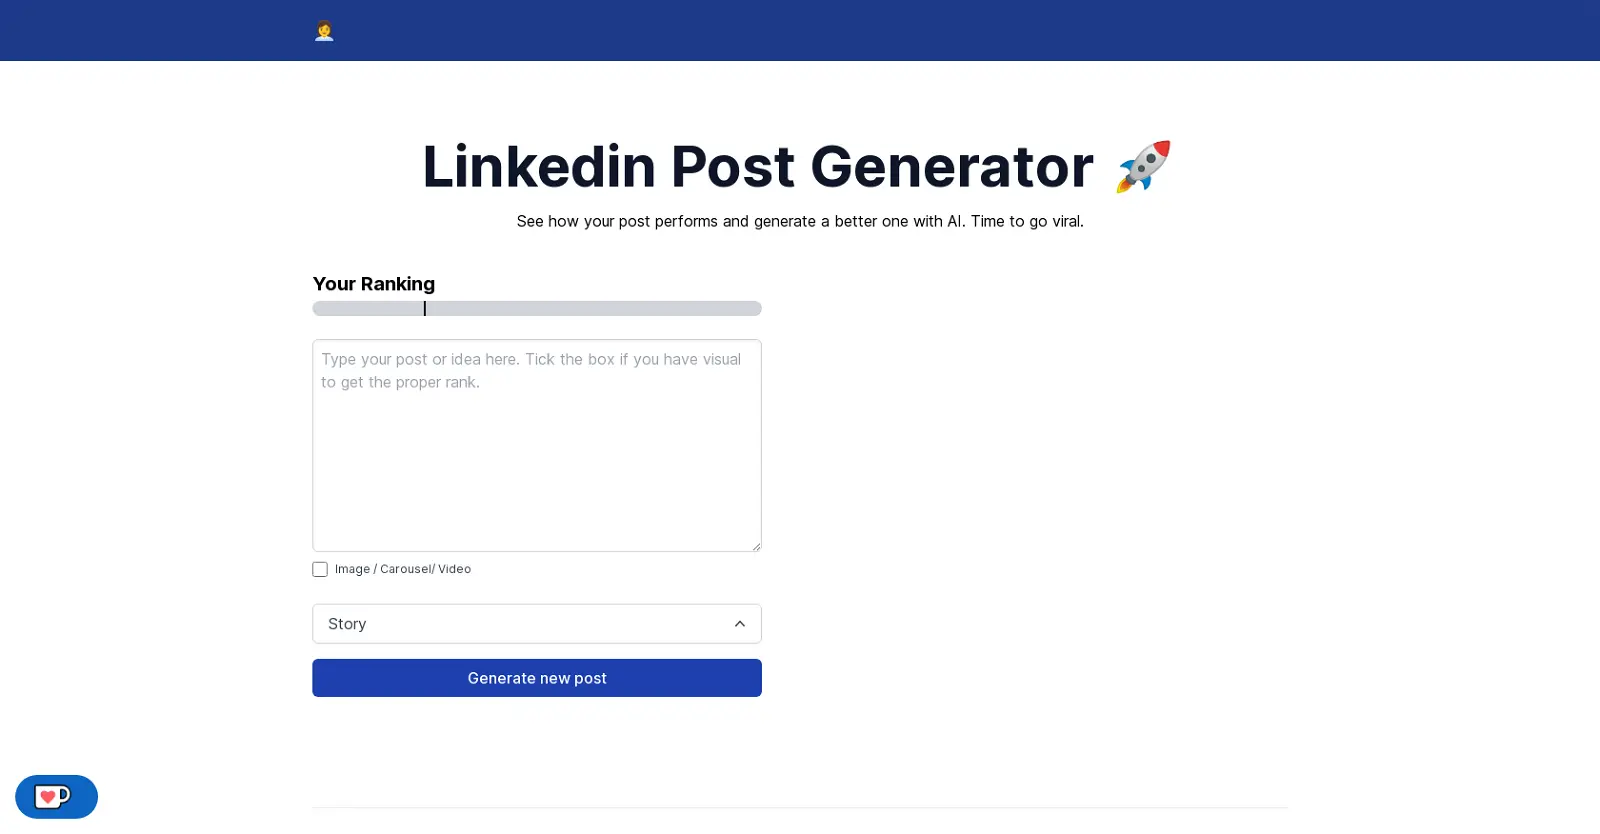 Linkedin Post Generator 🚀
See how your post performs and generate a better one with AI. Time to go viral.
Your Ranking
Type your post or idea here. Tick the box if you have visual
to get the proper rank.
Image / Carousel/ Video
Story
Generate new post